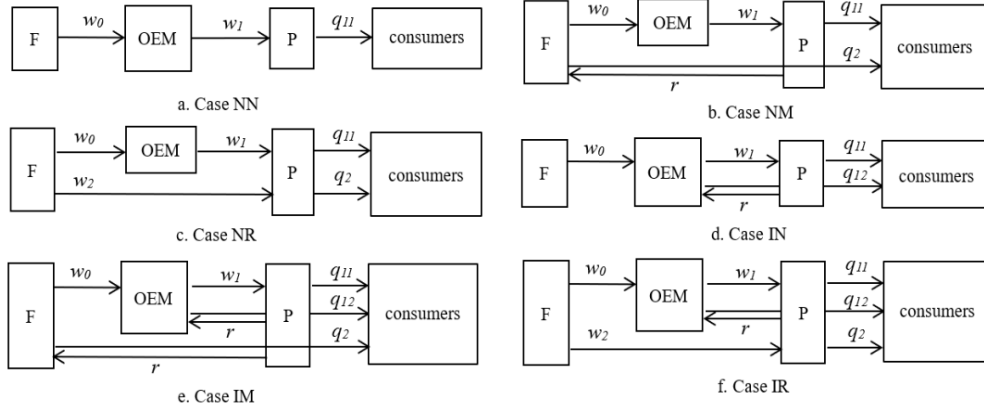 F w₀ OEM w₁ P q₁₁ consumers
a. Case NN
F w₀ OEM w₁ P q₁₁ q₂ r consumers
b. Case NM
F w₀ OEM w₁ w₂ P q₁₁ q₂ consumers
c. Case NR
F w₀ OEM w₁ r P q₁₁ q₁₂ consumers
d. Case IN
F w₀ OEM w₁ r P q₁₁ q₁₂ q₂ r consumers
e. Case IM
F w₀ OEM w₁ r w₂ P q₁₁ q₁₂ q₂ consumers
f. Case IR